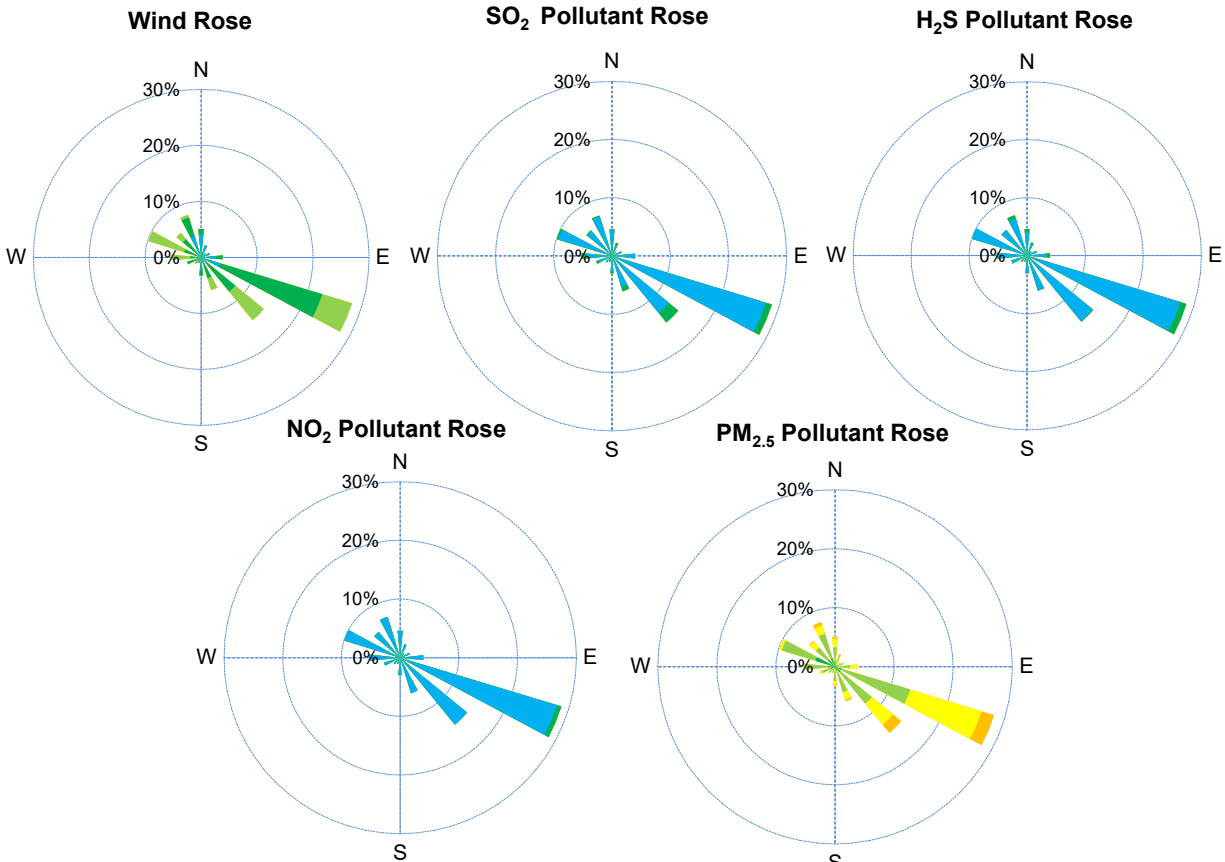 Wind Rose
SO₂ Pollutant Rose
H₂S Pollutant Rose
N
30%
20%
10%
0%
W
E
S
N
30%
20%
10%
0%
W
E
S
N
30%
20%
10%
0%
W
E
S
NO₂ Pollutant Rose
PM₂.₅ Pollutant Rose
N
30%
20%
10%
0%
W
E
S
N
30%
20%
10%
0%
W
E
S